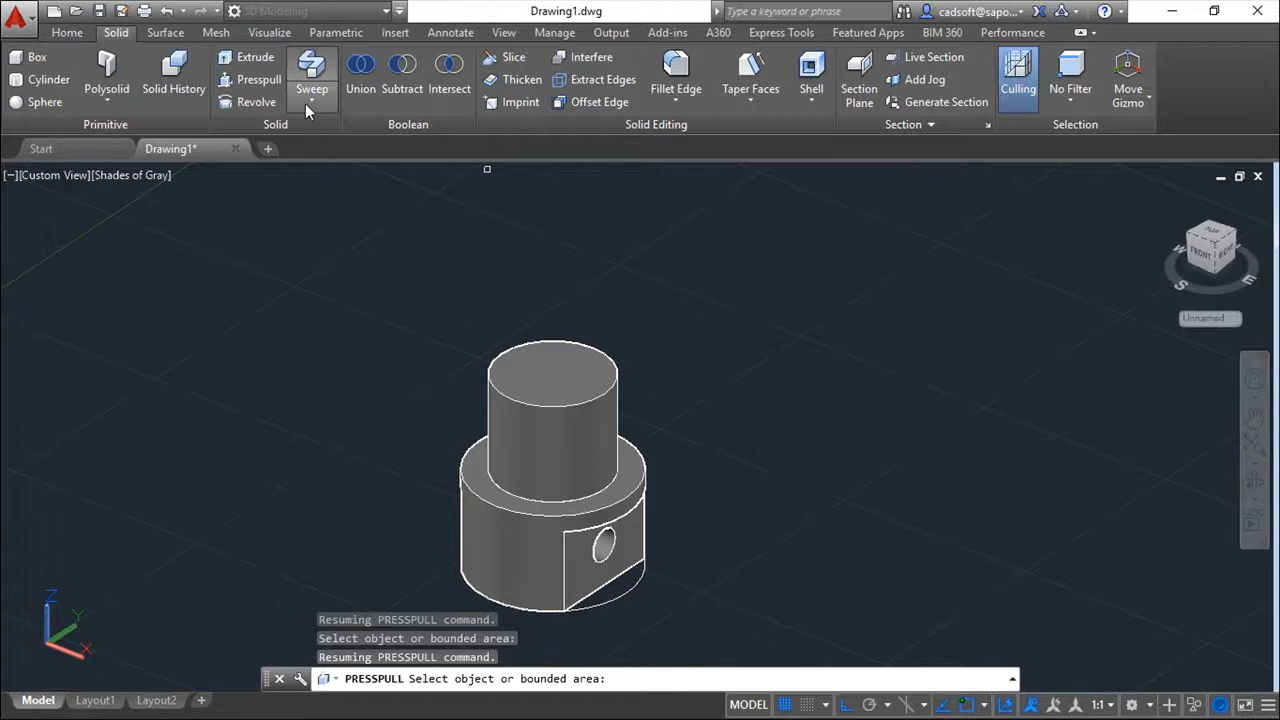 3D Modeling
Drawing1.dwg
Type a keyword or phrase
cadsoft@sapo...
Home Solid Surface Mesh Visualize Parametric Insert Annotate View Manage Output Add-ins A360 Express Tools Featured Apps BIM 360 Performance
Box
Cylinder
Sphere
Polysolid
Solid History
Primitive
Extrude
Presspull
Revolve
Sweep
Solid
Union
Subtract
Intersect
Boolean
Slice
Thicken
Imprint
Interfere
Extract Edges
Offset Edge
Fillet Edge
Taper Faces
Shell
Solid Editing
Section
Plane
Live Section
Add Jog
Generate Section
Section
Culling
No Filter
Move
Gizmo
Selection
Start
Drawing1*
[−][Custom View][Shades of Gray]
TOP
FRONT
RIGHT
W
S
E
Unnamed
Z
Y
X
Resuming PRESSPULL command.
Select object or bounded area:
Resuming PRESSPULL command.
PRESSPULL Select object or bounded area:
Model Layout1 Layout2
MODEL
1:1